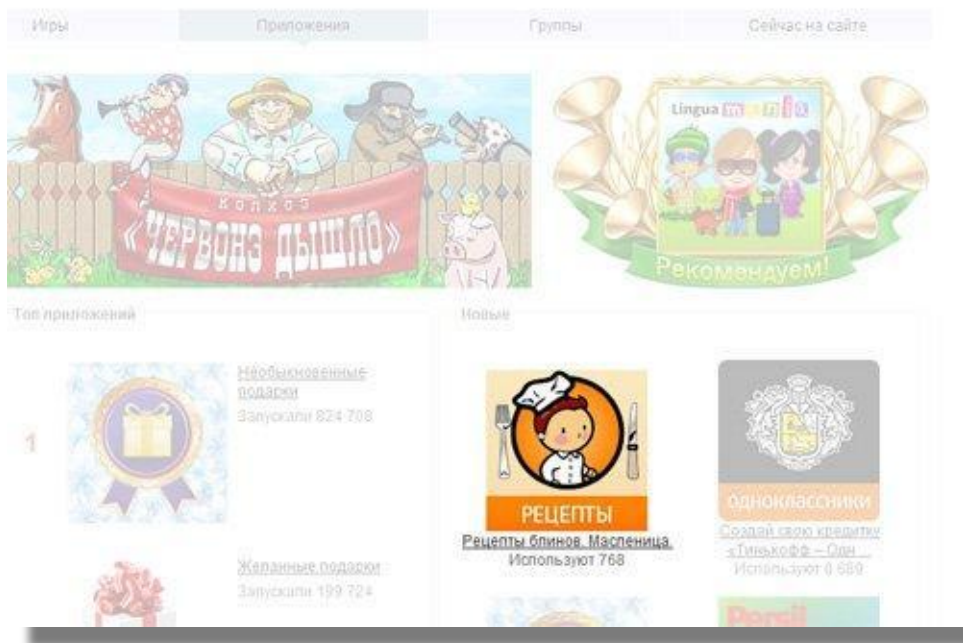 Игры
Приложения
Группы
Сейчас на сайте
КОЛХОЗ
«ЧЕРВОНЭ ДЫШЛО»
Lingua mania
Рекомендуем!
Топ приложений
1
Необыкновенные
подарки
Запускали 824 708
Желанные подарки
Запускали 199 724
Новые
РЕЦЕПТЫ
Рецепты блинов. Масленица.
Используют 768
ОДНОКЛАССНИКИ
Создай свою кредитку
«Тинькофф – Одн ...
Используют 8 689
Persil